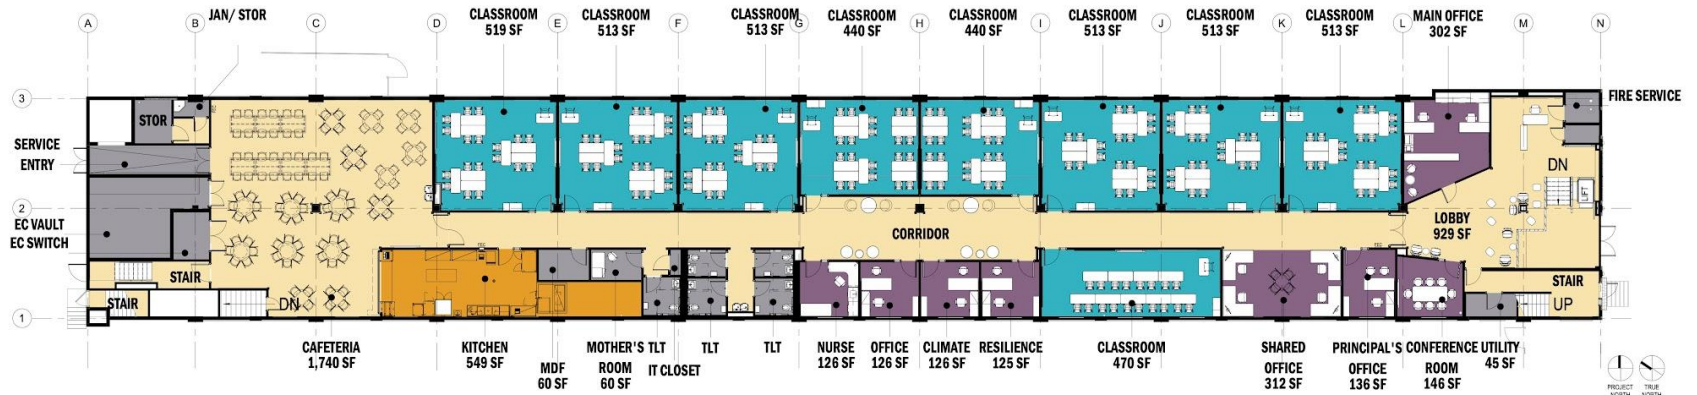 JAN/ STOR
CLASSROOM
519 SF
CLASSROOM
513 SF
CLASSROOM
513 SF
CLASSROOM
440 SF
CLASSROOM
440 SF
CLASSROOM
513 SF
CLASSROOM
513 SF
CLASSROOM
513 SF
MAIN OFFICE
302 SF
A
B
C
D
E
F
G
H
I
J
K
L
M
N
3
FIRE SERVICE
STOR
SERVICE
ENTRY
DN
LIFT
2
EC VAULT
EC SWITCH
CORRIDOR
LOBBY
929 SF
STAIR
STAIR
DN
STAIR
UP
1
CAFETERIA
1,740 SF
KITCHEN
549 SF
MDF
60 SF
MOTHER'S
ROOM
60 SF
TLT
IT CLOSET
TLT
TLT
NURSE
126 SF
OFFICE
126 SF
CLIMATE
126 SF
RESILIENCE
125 SF
CLASSROOM
470 SF
SHARED
OFFICE
312 SF
PRINCIPAL'S
OFFICE
136 SF
CONFERENCE
ROOM
146 SF
UTILITY
45 SF
PROJECT
NORTH
TRUE
NORTH